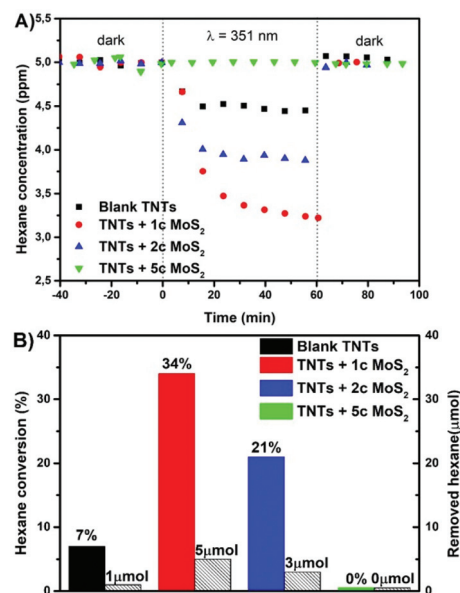 A)
dark
λ = 351 nm
dark
5,0
4,5
4,0
3,5
3,0
2,5
Hexane concentration (ppm)
Blank TNTs
TNTs + 1c MoS₂
TNTs + 2c MoS₂
TNTs + 5c MoS₂
-40 -20 0 20 40 60 80 100
Time (min)
B)
40
30
20
10
0
Hexane conversion (%)
Blank TNTs
TNTs + 1c MoS₂
TNTs + 2c MoS₂
TNTs + 5c MoS₂
34%
21%
7%
5μmol
3μmol
1μmol
0% 0μmol
40
30
20
10
0
Removed hexane(μmol)